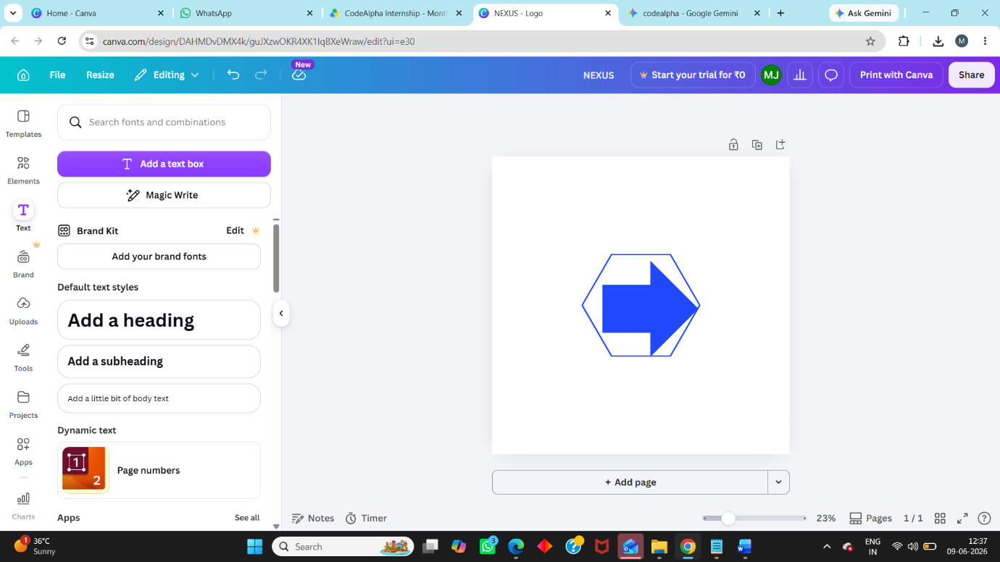 Home - Canva
WhatsApp
CodeAlpha Internship - Mont
NEXUS - Logo
codealpha - Google Gemini
Ask Gemini
canva.com/design/DAHMDvDMX4k/guJXzwOKR4XK1IqBXeWraw/edit?ui=e30
M
File
Resize
Editing
New
NEXUS
Start your trial for ₹0
MJ
Print with Canva
Share
Templates
Elements
Text
Brand
Uploads
Tools
Projects
Apps
Charts
Search fonts and combinations
Add a text box
Magic Write
Brand Kit
Edit
Add your brand fonts
Default text styles
Add a heading
Add a subheading
Add a little bit of body text
Dynamic text
1
2
Page numbers
Apps
See all
+ Add page
Notes
Timer
23%
Pages
1 / 1
1
36°C
Sunny
Search
3
ENG
IN
12:37
09-06-2026